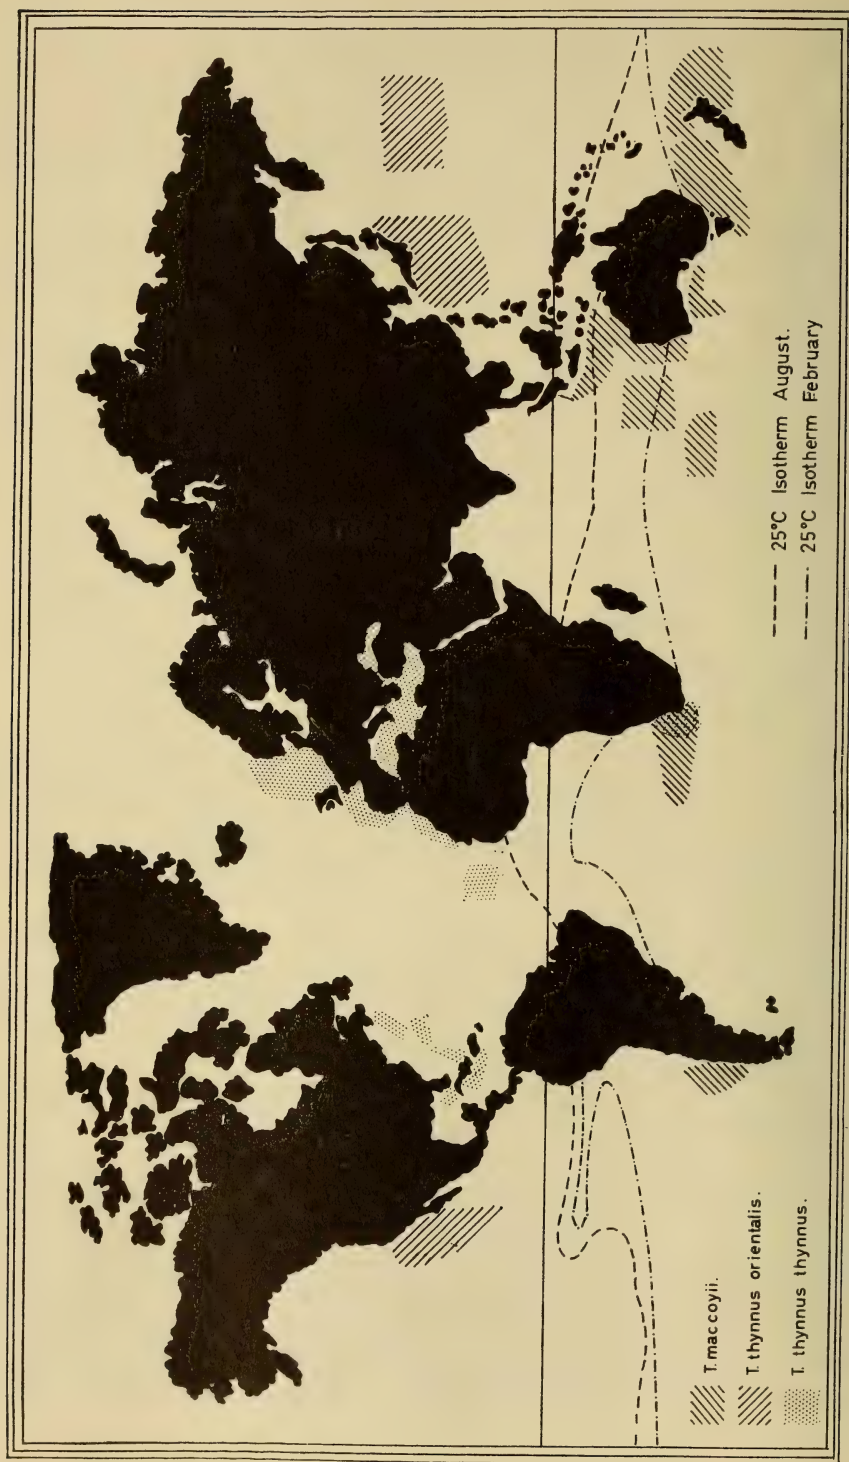 T. maccoyii.
T. thynnus orientalis.
T. thynnus thynnus.
25°C Isotherm August.
25°C Isotherm February